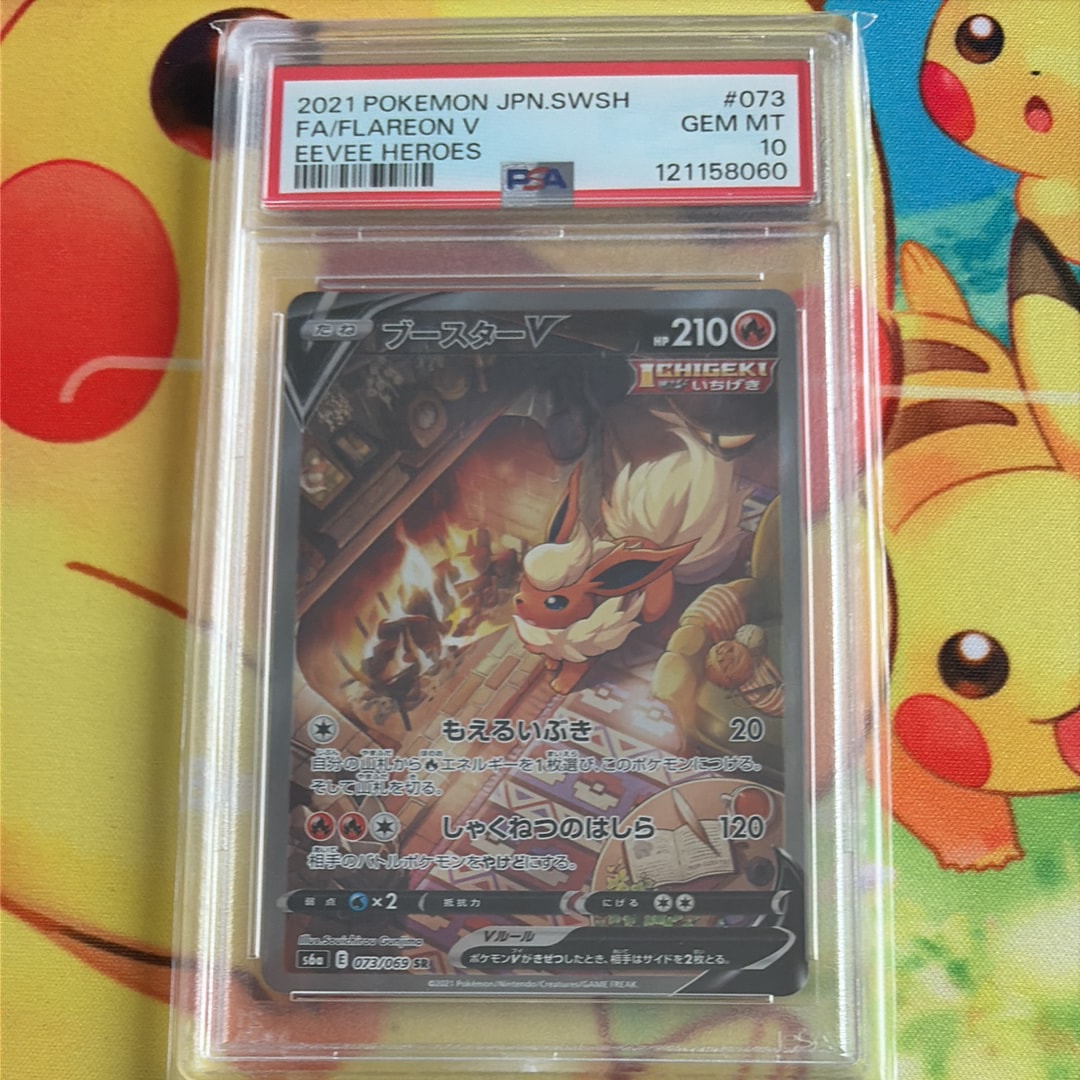 2021 POKEMON JPN.SWSH #073
FA/FLAREON V GEM MT
EEVEE HEROES 10
PSA 121158060
たね ブースターV HP 210
ICHIGEKI
いちげき
もえるいぶき 20
自分の山札から エネルギーを1枚選び、このポケモンにつける。
そして山札を切る。
しゃくねつのはしら 120
相手のバトルポケモンをやけどにする。
弱点 ×2 抵抗力 にげる
Illus. Souichirou Gunjima
Vルール
s6a E 073/069 SR ポケモンVがきぜつしたとき、相手はサイドを2枚とる。
©2021 Pokémon/Nintendo/Creatures/GAME FREAK.